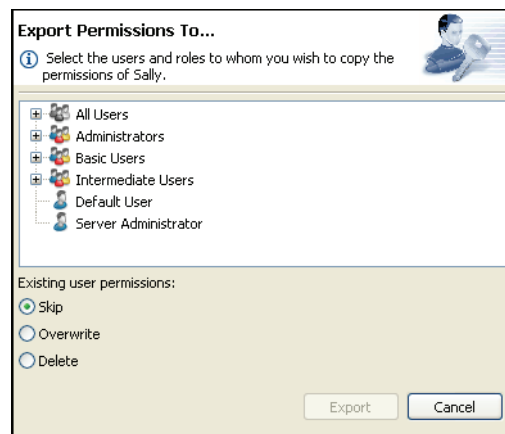 Export Permissions To...
Select the users and roles to whom you wish to copy the
permissions of Sally.
All Users
Administrators
Basic Users
Intermediate Users
Default User
Server Administrator
Existing user permissions:
Skip
Overwrite
Delete
Export
Cancel